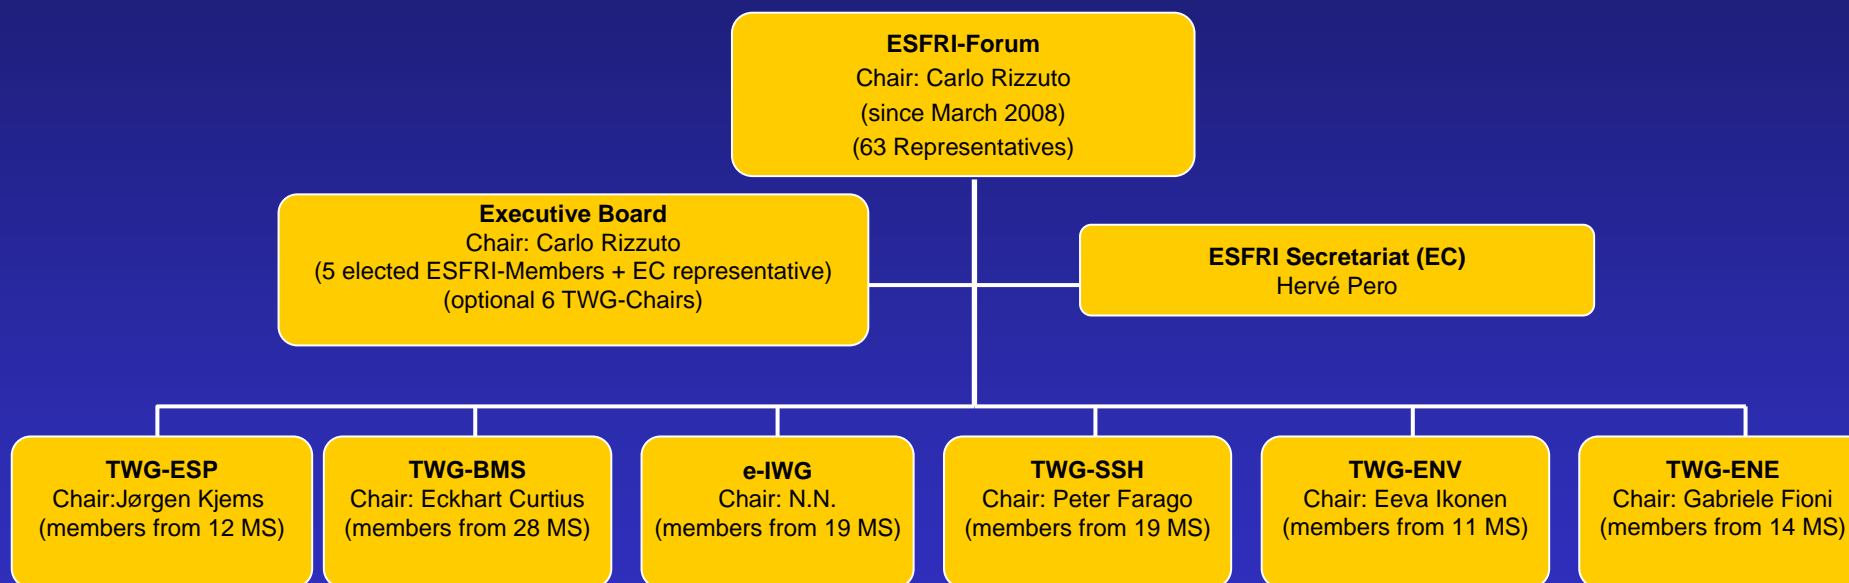 ESFRI-Forum
Chair: Carlo Rizzuto
(since March 2008)
(63 Representatives)
Executive Board
Chair: Carlo Rizzuto
(5 elected ESFRI-Members + EC representative)
(optional 6 TWG-Chairs)
ESFRI Secretariat (EC)
Hervé Pero
TWG-ESP
Chair:Jørgen Kjems
(members from 12 MS)
TWG-BMS
Chair: Eckhart Curtius
(members from 28 MS)
e-IWG
Chair: N.N.
(members from 19 MS)
TWG-SSH
Chair: Peter Farago
(members from 19 MS)
TWG-ENV
Chair: Eeva Ikonen
(members from 11 MS)
TWG-ENE
Chair: Gabriele Fioni
(members from 14 MS)